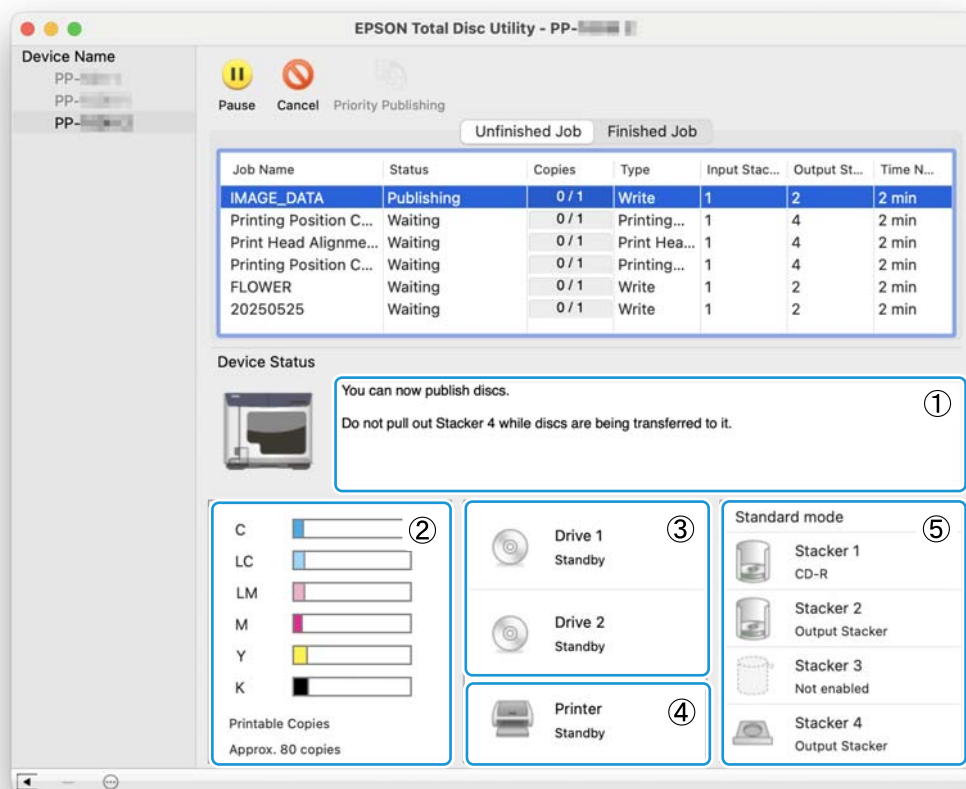 EPSON Total Disc Utility - PP-
Device Name
PP-
PP-
PP-
Pause Cancel Priority Publishing
Unfinished Job Finished Job
Job Name Status Copies Type Input Stac... Output St... Time N...
IMAGE_DATA Publishing 0 / 1 Write 1 2 2 min
Printing Position C... Waiting 0 / 1 Printing... 1 4 2 min
Print Head Alignme... Waiting 0 / 1 Print Hea... 1 4 2 min
Printing Position C... Waiting 0 / 1 Printing... 1 4 2 min
FLOWER Waiting 0 / 1 Write 1 2 2 min
20250525 Waiting 0 / 1 Write 1 2 2 min
Device Status
You can now publish discs.
①
Do not pull out Stacker 4 while discs are being transferred to it.
②
C
LC
LM
M
Y
K
Printable Copies
Approx. 80 copies
③
Drive 1
Standby
Drive 2
Standby
④
Printer
Standby
Standard mode
⑤
Stacker 1
CD-R
Stacker 2
Output Stacker
Stacker 3
Not enabled
Stacker 4
Output Stacker